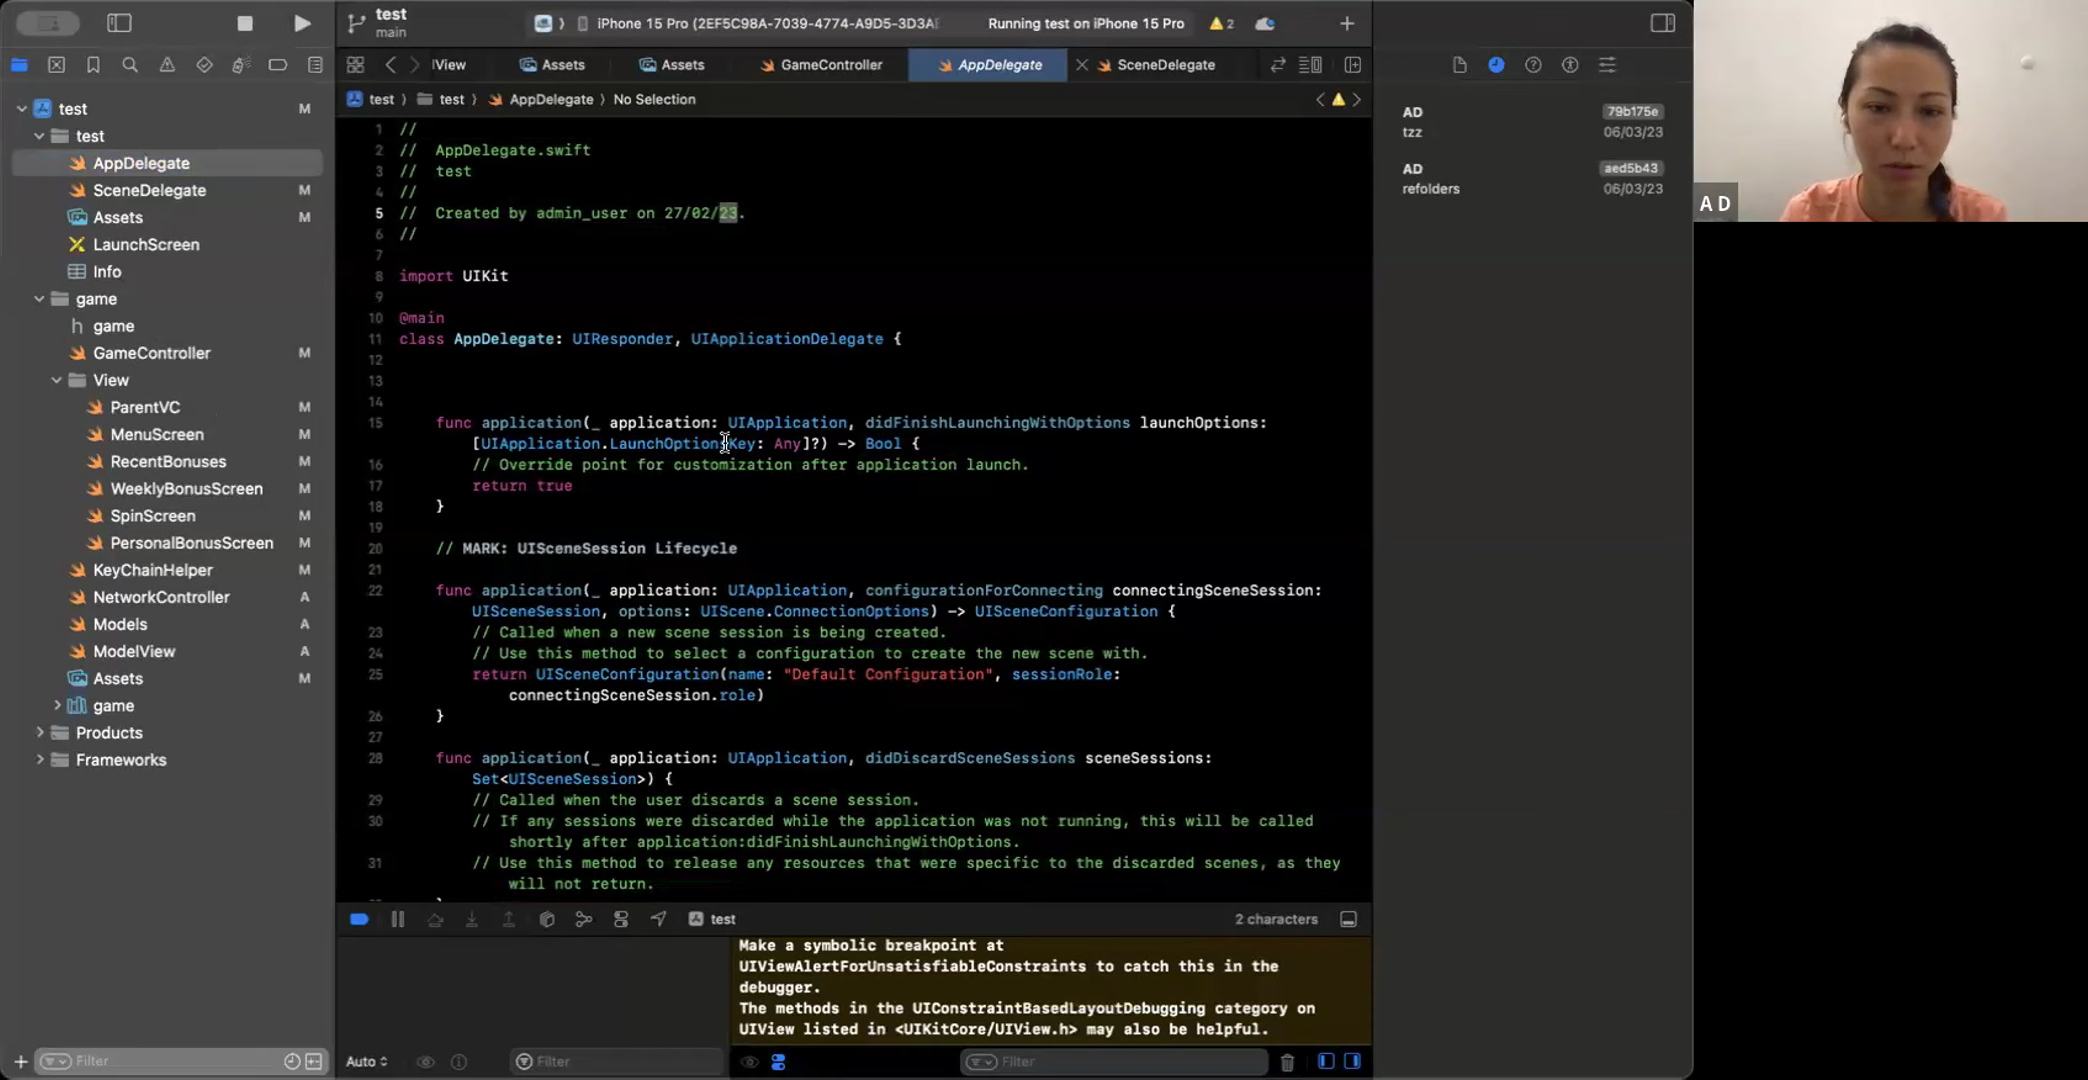 test
main
iPhone 15 Pro (2EF5C98A-7039-4774-A9D5-3D3A
Running test on iPhone 15 Pro
2
View
Assets
Assets
GameController
AppDelegate
SceneDelegate
test
test
AppDelegate
No Selection
test M
test
AppDelegate
SceneDelegate M
Assets M
LaunchScreen
Info
game
h game
GameController M
View
ParentVC M
MenuScreen M
RecentBonuses M
WeeklyBonusScreen M
SpinScreen M
PersonalBonusScreen M
KeyChainHelper M
NetworkController A
Models A
ModelView A
Assets M
game
Products
Frameworks
Filter
1 //
2 // AppDelegate.swift
3 // test
4 //
5 // Created by admin_user on 27/02/23.
6 //
7
8 import UIKit
9
10 @main
11 class AppDelegate: UIResponder, UIApplicationDelegate {
12
13
14
15 func application(_ application: UIApplication, didFinishLaunchingWithOptions launchOptions:
[UIApplication.LaunchOptionsKey: Any]?) -> Bool {
16 // Override point for customization after application launch.
17 return true
18 }
19
20 // MARK: UISceneSession Lifecycle
21
22 func application(_ application: UIApplication, configurationForConnecting connectingSceneSession:
UISceneSession, options: UIScene.ConnectionOptions) -> UISceneConfiguration {
23 // Called when a new scene session is being created.
24 // Use this method to select a configuration to create the new scene with.
25 return UISceneConfiguration(name: "Default Configuration", sessionRole:
connectingSceneSession.role)
26 }
27
28 func application(_ application: UIApplication, didDiscardSceneSessions sceneSessions:
Set<UISceneSession>) {
29 // Called when the user discards a scene session.
30 // If any sessions were discarded while the application was not running, this will be called
shortly after application:didFinishLaunchingWithOptions.
31 // Use this method to release any resources that were specific to the discarded scenes, as they
will not return.
test
2 characters
Make a symbolic breakpoint at
UIViewAlertForUnsatisfiableConstraints to catch this in the
debugger.
The methods in the UIConstraintBasedLayoutDebugging category on
UIView listed in <UIKitCore/UIView.h> may also be helpful.
Auto
Filter
Filter
AD 79b175e
tzz 06/03/23
AD aed5b43
refolders 06/03/23
A D